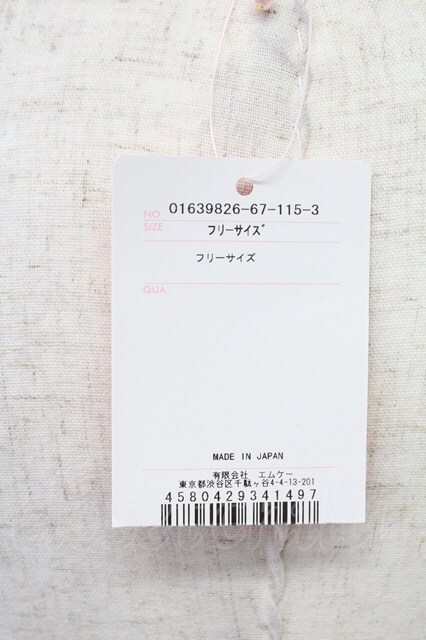 NO. 01639826-67-115-3
SIZE ﾌﾘｰｻｲｽﾞ
フリーサイズ
QUA.
MADE IN JAPAN
有限会社 エムケー
東京都渋谷区千駄ヶ谷4-4-13-201
4580429341497